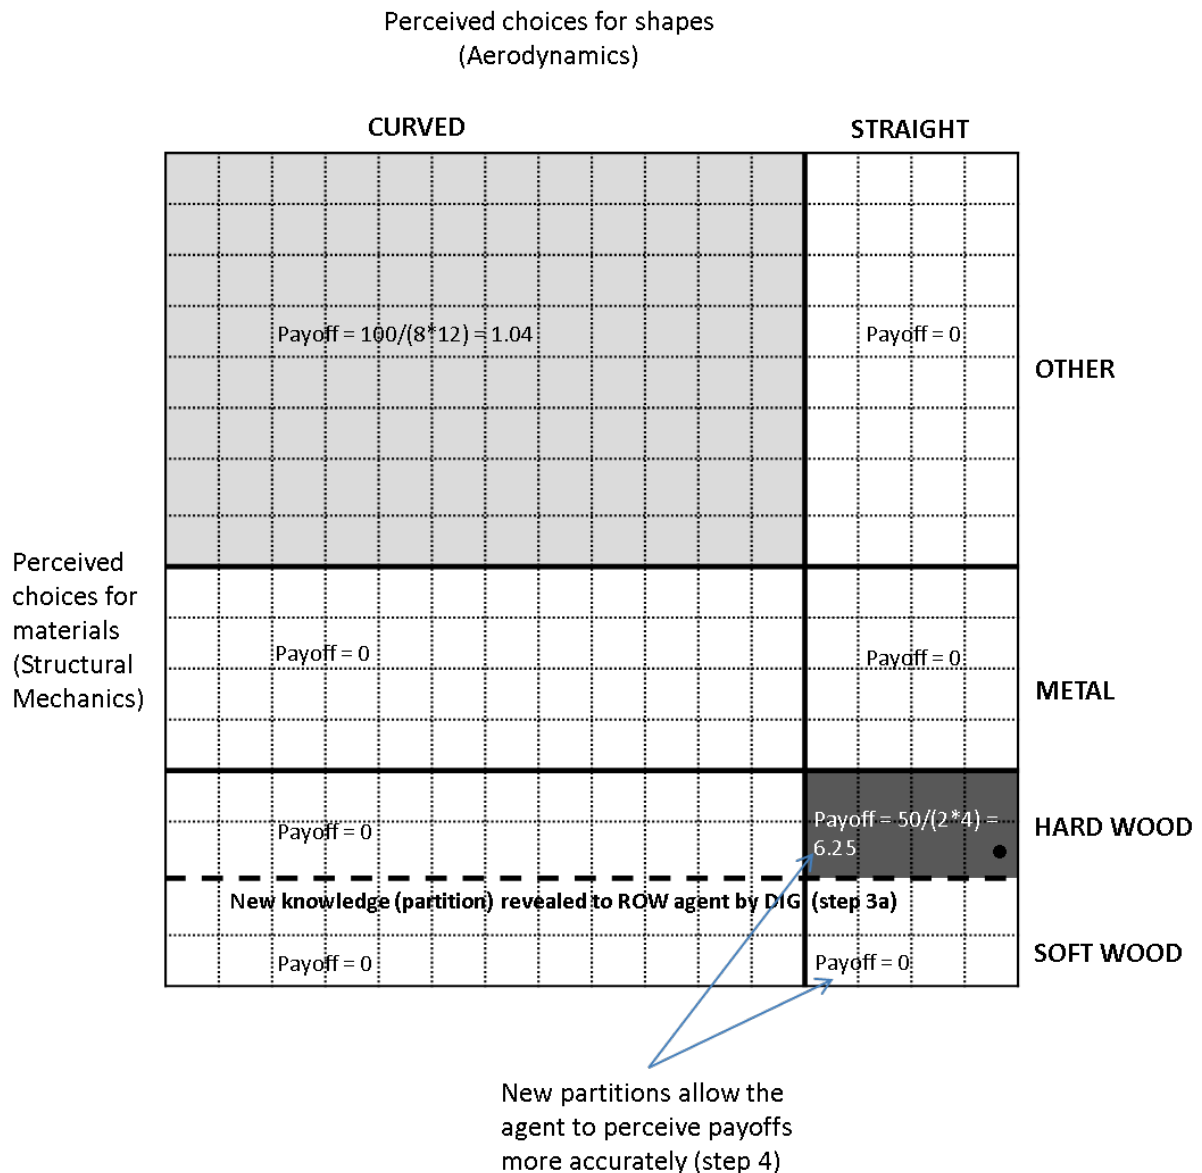 Perceived choices for shapes
(Aerodynamics)
CURVED
STRAIGHT
Payoff = 100/(8*12) = 1.04
Payoff = 0
OTHER
Perceived
choices for
materials
(Structural
Mechanics)
Payoff = 0
Payoff = 0
METAL
Payoff = 0
Payoff = 50/(2*4) =
6.25
HARD WOOD
New knowledge (partition) revealed to ROW agent by DIG (step 3a)
Payoff = 0
Payoff = 0
SOFT WOOD
New partitions allow the
agent to perceive payoffs
more accurately (step 4)